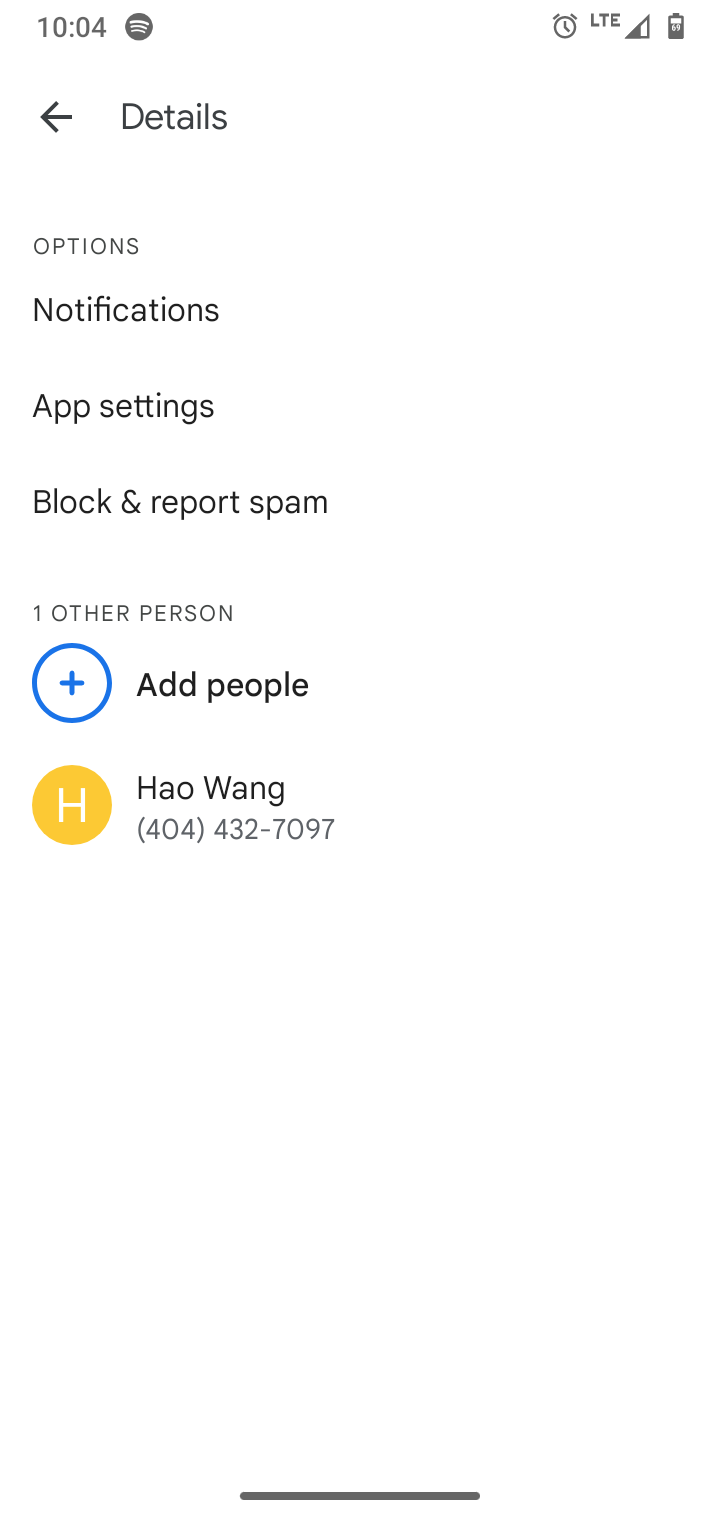 10:04
LTE
69
Details
OPTIONS
Notifications
App settings
Block & report spam
1 OTHER PERSON
+ Add people
H
Hao Wang
(404) 432-7097